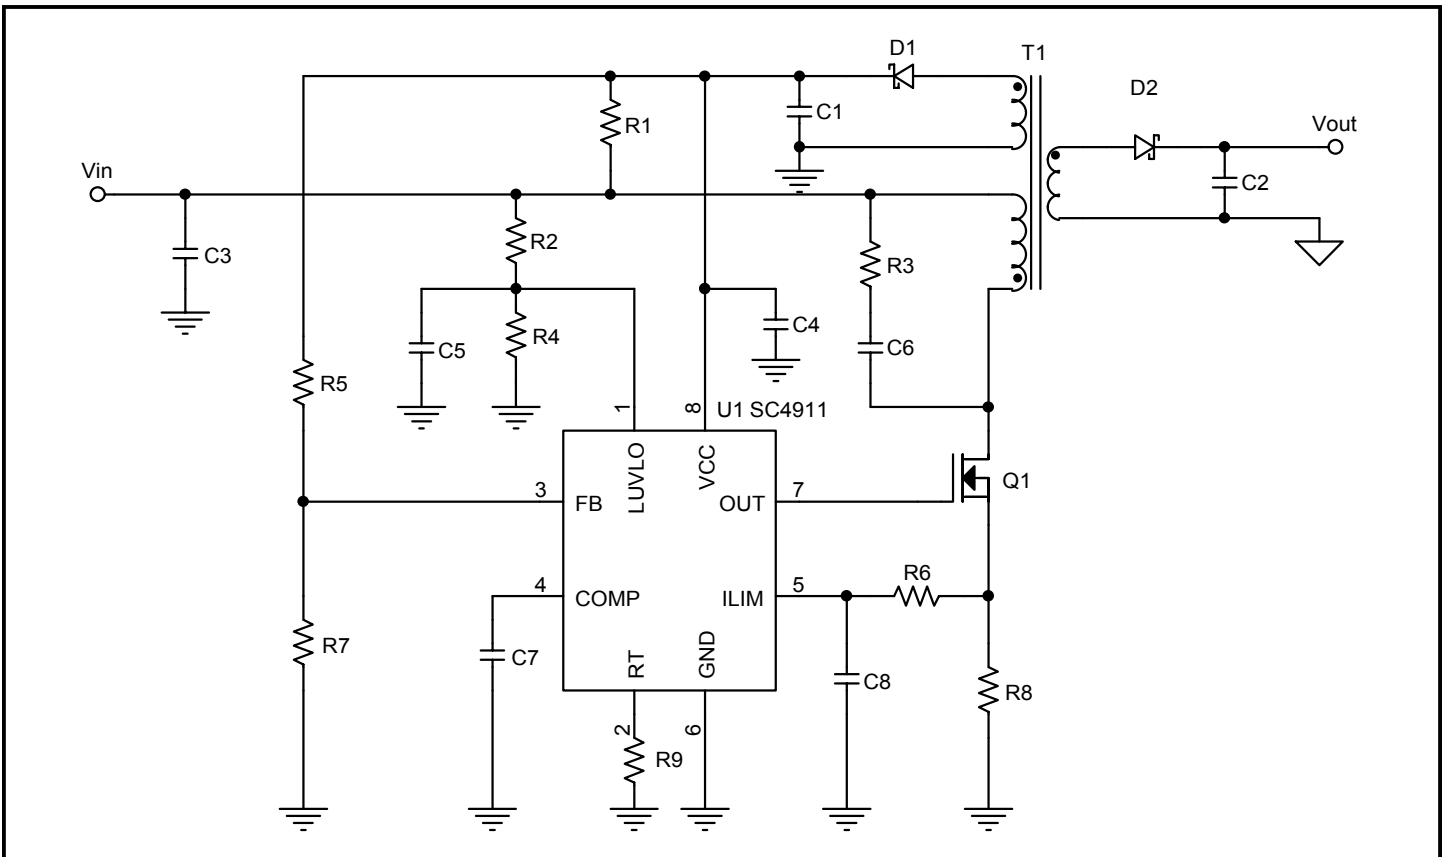 D1
T1
D2
C1
R1
Vout
Vin
C2
R2
R3
C3
R4
C4
C5
C6
R5
1
8
U1 SC4911
LUVLO
VCC
3
FB
OUT
7
Q1
4
COMP
ILIM
5
R6
R7
C7
RT
GND
C8
R8
2
6
R9